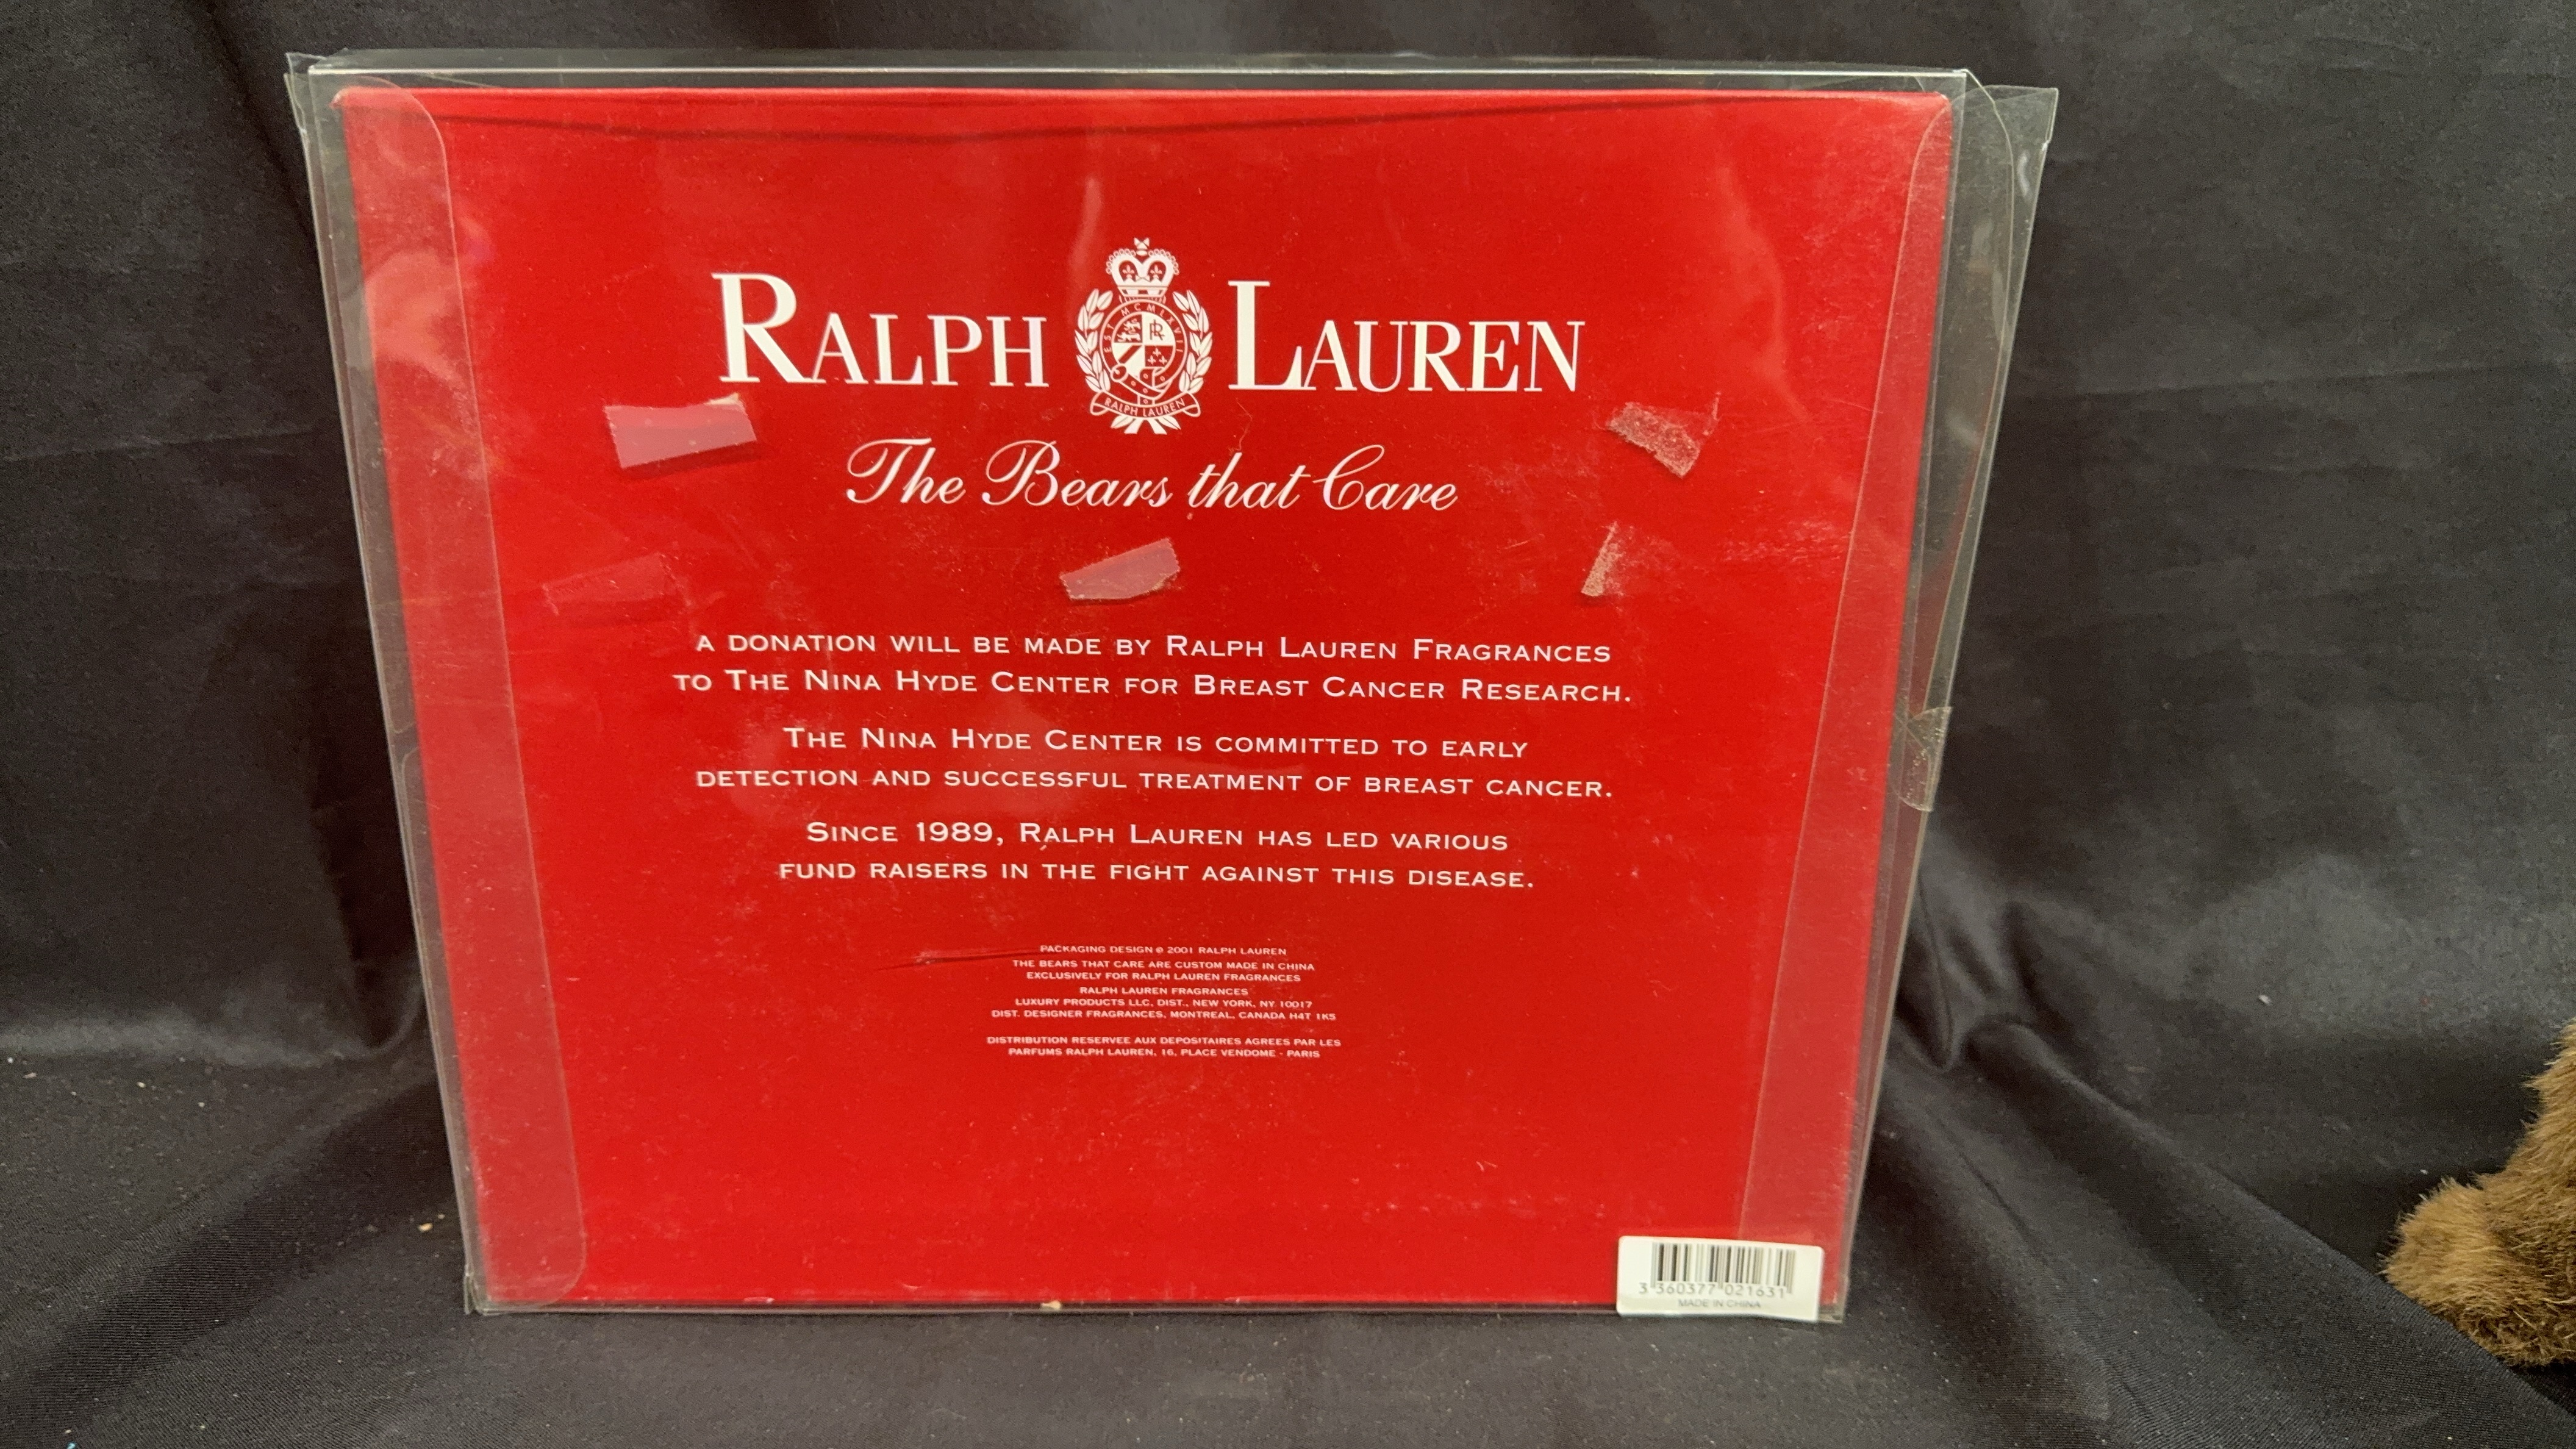 RALPH LAUREN
EST. MCMLXVII
RL
RALPH LAUREN
The Bears that Care
A DONATION WILL BE MADE BY RALPH LAUREN FRAGRANCES
TO THE NINA HYDE CENTER FOR BREAST CANCER RESEARCH.
THE NINA HYDE CENTER IS COMMITTED TO EARLY
DETECTION AND SUCCESSFUL TREATMENT OF BREAST CANCER.
SINCE 1989, RALPH LAUREN HAS LED VARIOUS
FUND RAISERS IN THE FIGHT AGAINST THIS DISEASE.
PACKAGING DESIGN © 2001 RALPH LAUREN
THE BEARS THAT CARE ARE CUSTOM MADE IN CHINA
EXCLUSIVELY FOR RALPH LAUREN FRAGRANCES
RALPH LAUREN FRAGRANCES
LUXURY PRODUCTS LLC, DIST., NEW YORK, NY 10017
DIST. DESIGNER FRAGRANCES, MONTREAL, CANADA H4T 1K5
DISTRIBUTION RESERVEE AUX DEPOSITAIRES AGREES PAR LES
PARFUMS RALPH LAUREN, 16, PLACE VENDOME - PARIS
3 360377 021631
MADE IN CHINA